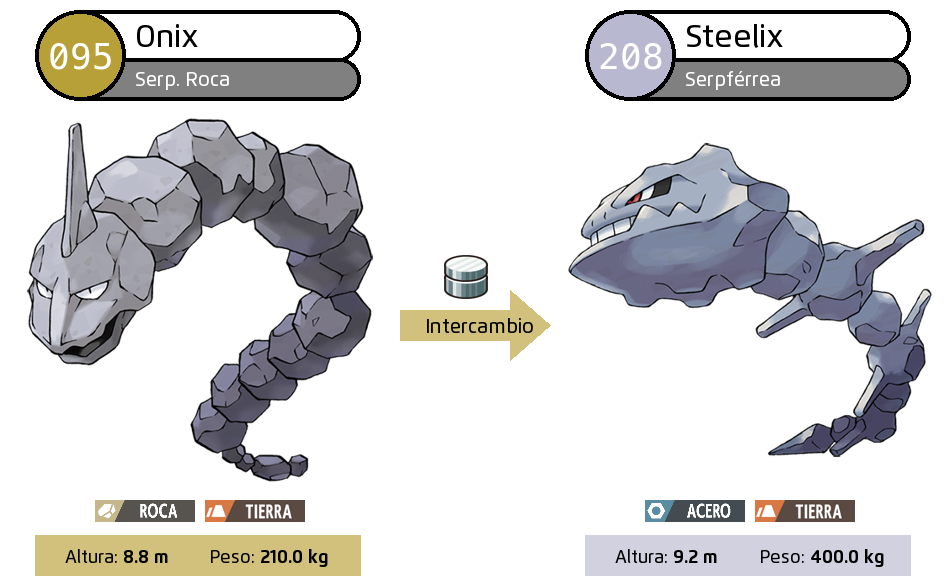 095
Onix
Serp. Roca
208
Steelix
Serpférrea
Intercambio
ROCA TIERRA
ACERO TIERRA
Altura: 8.8 m Peso: 210.0 kg
Altura: 9.2 m Peso: 400.0 kg